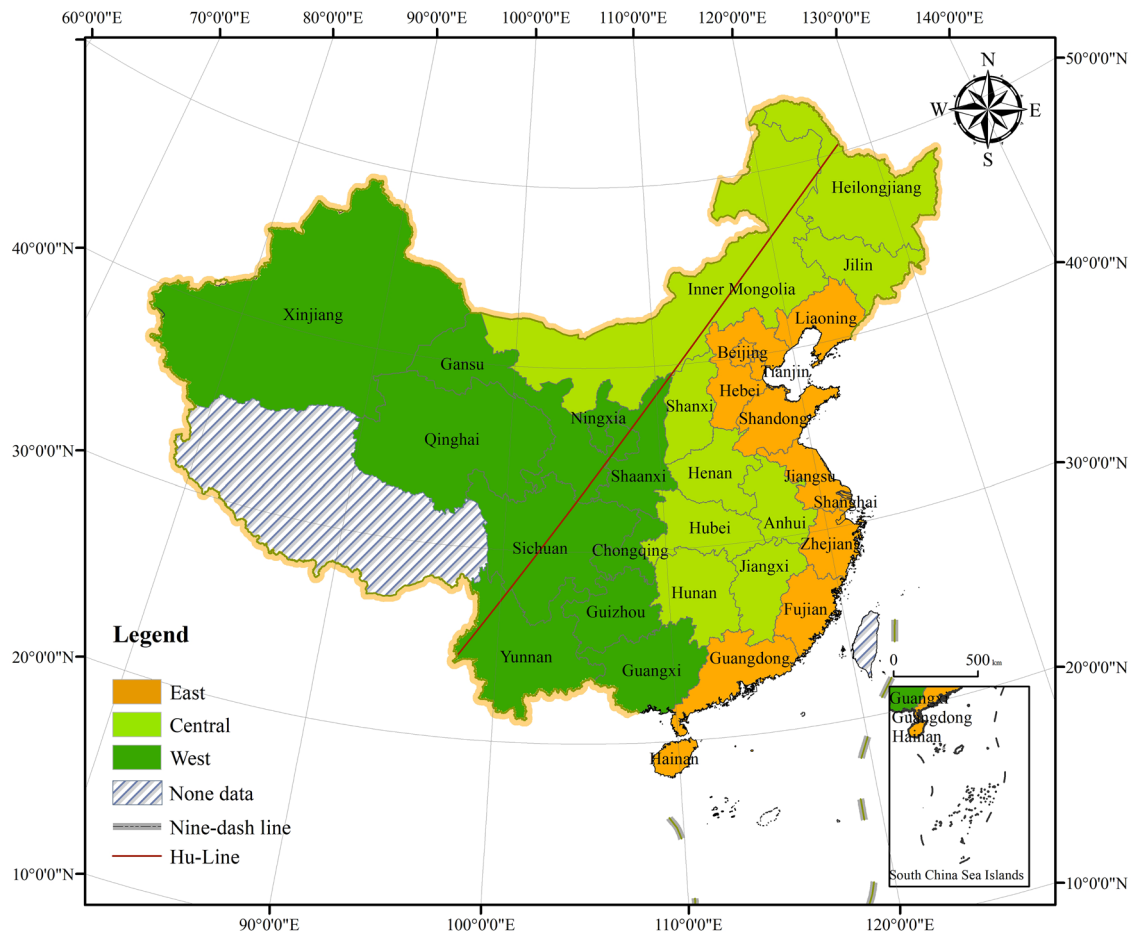 60°0'0"E
70°0'0"E
80°0'0"E
90°0'0"E
100°0'0"E
110°0'0"E
120°0'0"E
130°0'0"E
140°0'0"E
50°0'0"N
N
W
E
S
Heilongjiang
40°0'0"N
40°0'0"N
Jilin
Inner Mongolia
Xinjiang
Liaoning
Beijing
Gansu
Tianjin
Hebei
Shanxi
Ningxia
Shandong
Qinghai
30°0'0"N
30°0'0"N
Henan
Shaanxi
Jiangsu
Shanghai
Hubei
Anhui
Zhejiang
Sichuan
Chongqing
Jiangxi
Hunan
Guizhou
Fujian
Legend
20°0'0"N
20°0'0"N
Yunnan
Guangxi
Guangdong
0
500 km
East
Central
West
None data
Nine-dash line
Hu-Line
Hainan
Guangxi
Guangdong
Hainan
South China Sea Islands
10°0'0"N
10°0'0"N
90°0'0"E
100°0'0"E
110°0'0"E
120°0'0"E